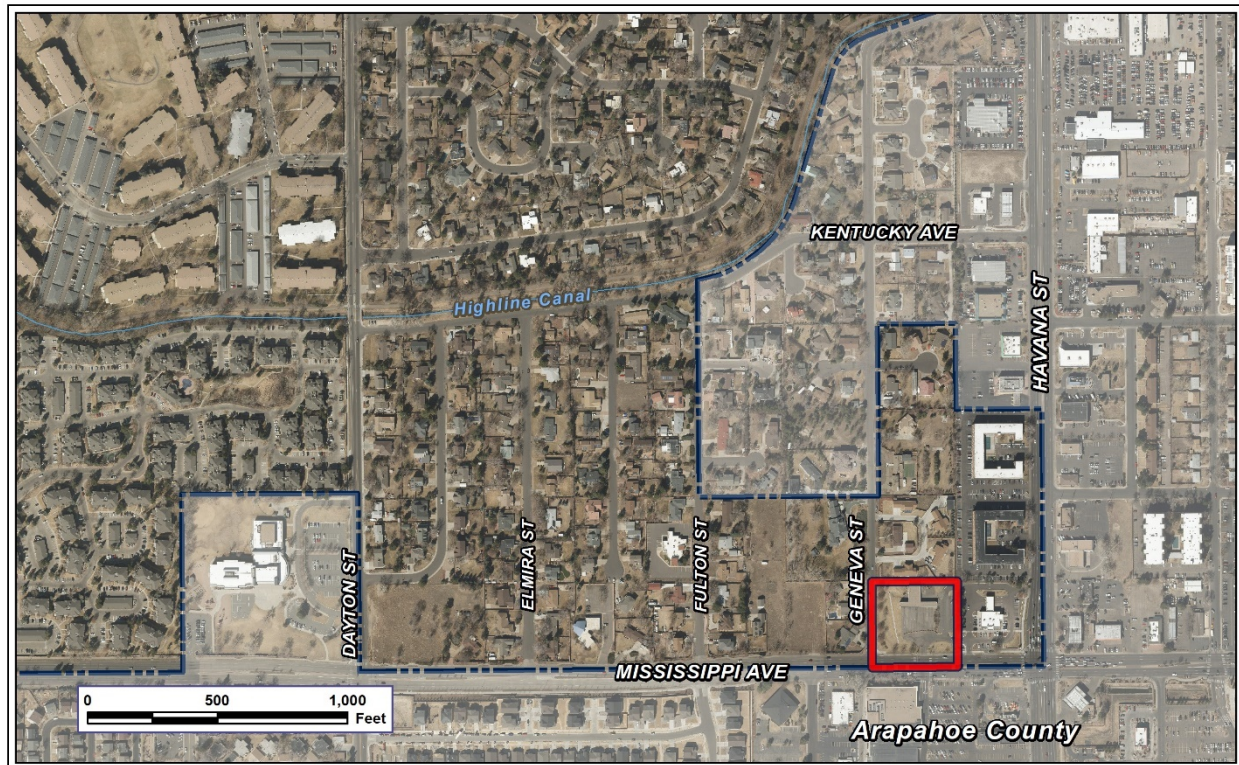 KENTUCKY AVE
Highline Canal
HAVANA ST
DAYTON ST
ELMIRA ST
FULTON ST
GENEVA ST
MISSISSIPPI AVE
0 500 1,000
Feet
Arapahoe County